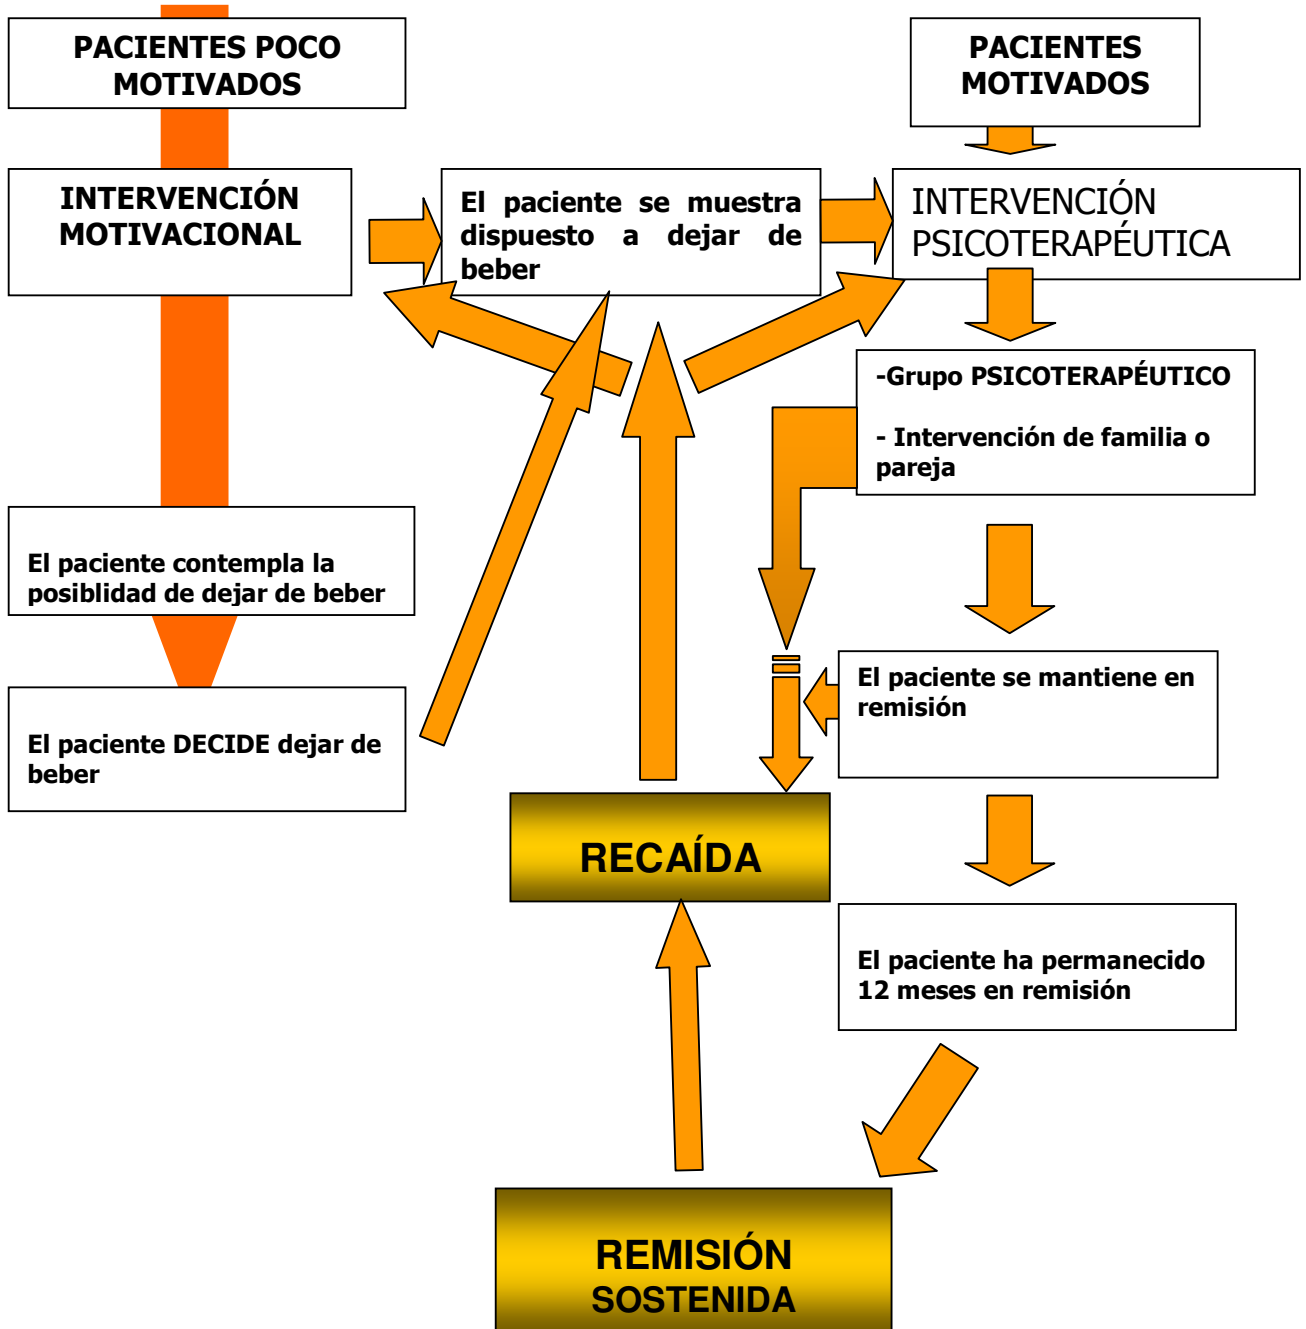 PACIENTES POCO
MOTIVADOS
PACIENTES
MOTIVADOS
INTERVENCIÓN
MOTIVACIONAL
El paciente se muestra
dispuesto a dejar de
beber
INTERVENCIÓN
PSICOTERAPÉUTICA
-Grupo PSICOTERAPÉUTICO
- Intervención de familia o
pareja
El paciente contempla la
posiblidad de dejar de beber
El paciente se mantiene en
remisión
El paciente DECIDE dejar de
beber
RECAÍDA
El paciente ha permanecido
12 meses en remisión
REMISIÓN
SOSTENIDA